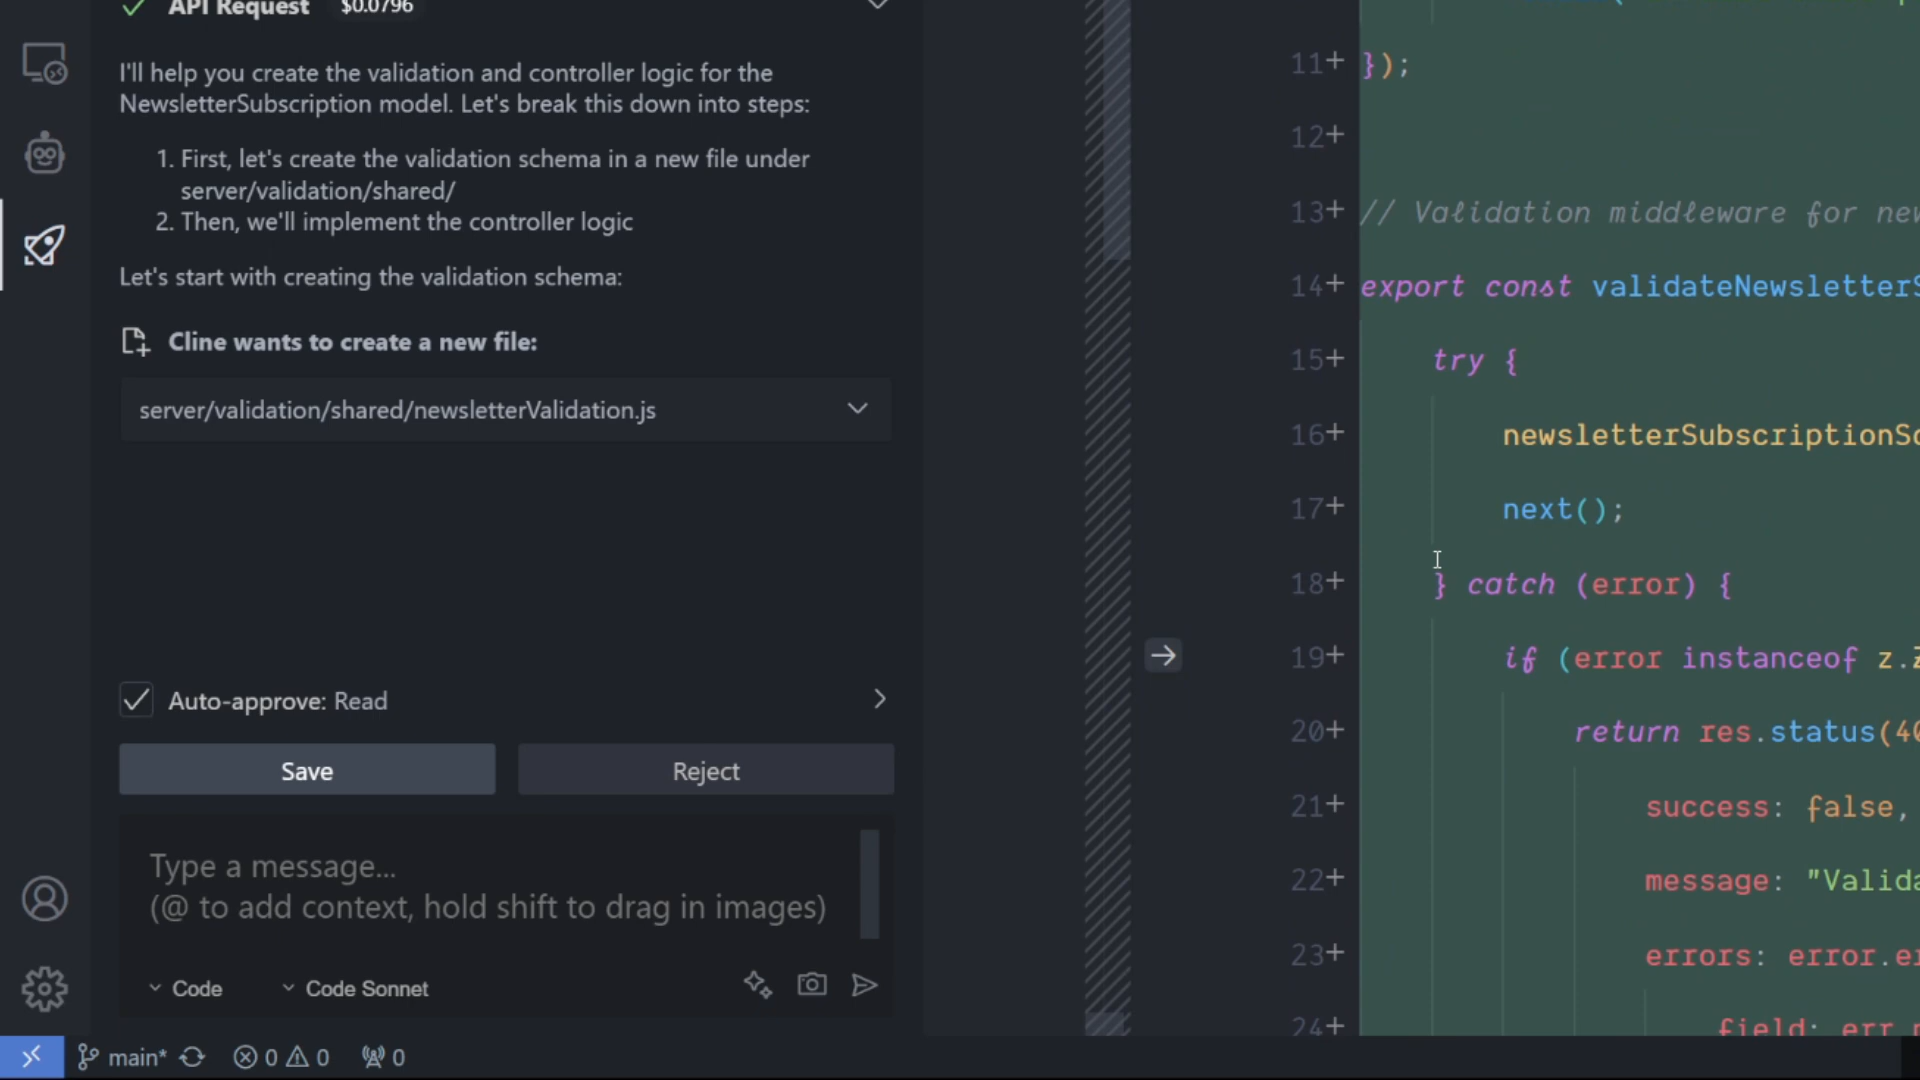 API Request $0.0796
I'll help you create the validation and controller logic for the
NewsletterSubscription model. Let's break this down into steps:
1. First, let's create the validation schema in a new file under
server/validation/shared/
2. Then, we'll implement the controller logic
Let's start with creating the validation schema:
Cline wants to create a new file:
server/validation/shared/newsletterValidation.js
Auto-approve: Read
Save
Reject
Type a message...
(@ to add context, hold shift to drag in images)
Code
Code Sonnet
main*
0
0
0
11+ });
12+
13+ // Validation middleware for
14+ export const
15+ try {
16+
17+ next();
18+ } catch (error) {
19+ if (error instanceof z.
20+ return res.status(
21+ success: false,
22+ message: "
23+ errors: error.
24+ field: err.